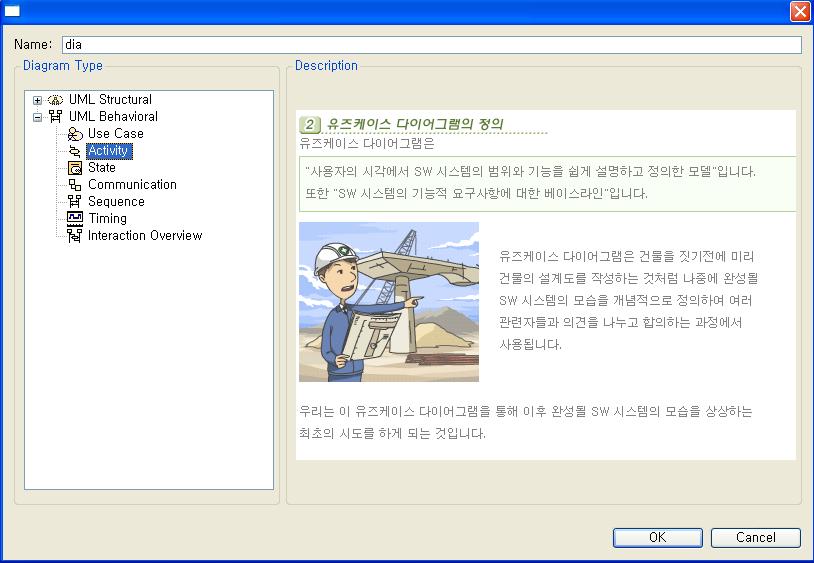 Name:
dia
Diagram Type
UML Structural
UML Behavioral
Use Case
Activity
State
Communication
Sequence
Timing
Interaction Overview
Description
2 유즈케이스 다이어그램의 정의
유즈케이스 다이어그램은
"사용자의 시각에서 SW 시스템의 범위와 기능을 쉽게 설명하고 정의한 모델"입니다.
또한 "SW 시스템의 기능적 요구사항에 대한 베이스라인"입니다.
유즈케이스 다이어그램은 건물을 짓기전에 미리
건물의 설계도를 작성하는 것처럼 나중에 완성될
SW 시스템의 모습을 개념적으로 정의하여 여러
관련자들과 의견을 나누고 합의하는 과정에서
사용됩니다.
우리는 이 유즈케이스 다이어그램을 통해 이후 완성될 SW 시스템의 모습을 상상하는
최초의 시도를 하게 되는 것입니다.
OK
Cancel